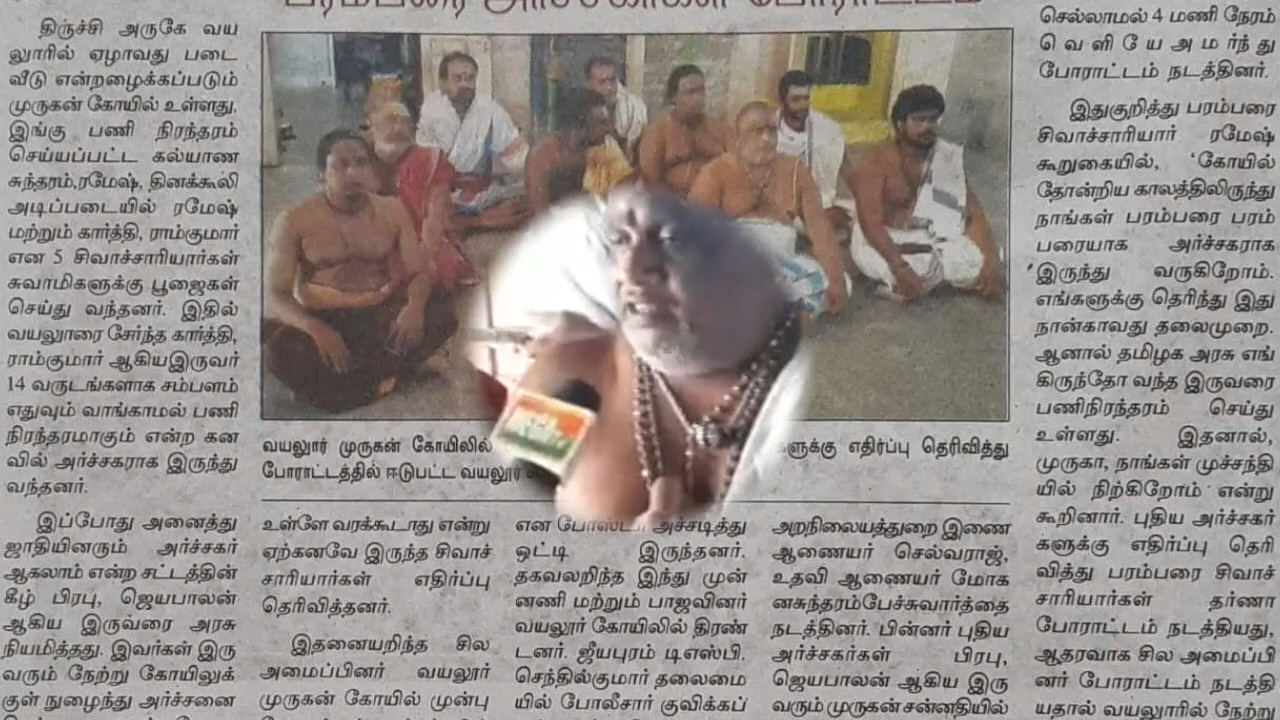 பரம்பரை அர்ச்சகர்கள் போராட்டம்
திருச்சி அருகே வய
லூரில் ஏழாவது படை
வீடு என்றழைக்கப்படும்
முருகன் கோயில் உள்ளது.
இங்கு பணி நிரந்தரம்
செய்யப்பட்ட கல்யாண
சுந்தரம்,ரமேஷ், தினக்கூலி
அடிப்படையில் ரமேஷ்
மற்றும் கார்த்தி, ராம்குமார்
என 5 சிவாச்சாரியார்கள்
சுவாமிகளுக்கு பூஜைகள்
செய்து வந்தனர். இதில்
வயலூரை சேர்ந்த கார்த்தி,
ராம்குமார் ஆகியஇருவர்
14 வருடங்களாக சம்பளம்
எதுவும் வாங்காமல் பணி
நிரந்தரமாகும் என்ற கன
வில் அர்ச்சகராக இருந்து
வந்தனர்.
இப்போது அனைத்து
ஜாதியினரும் அர்ச்சகர்
ஆகலாம் என்ற சட்டத்தின்
கீழ் பிரபு, ஜெயபாலன்
ஆகிய இருவரை அரசு
நியமித்தது. இவர்கள் இரு
வரும் நேற்று கோயிலுக்
குள் நுழைந்து அர்ச்சனை
வயலூர் முருகன் கோயிலில்
களுக்கு எதிர்ப்பு தெரிவித்து
போராட்டத்தில் ஈடுபட்ட வயலூர்
உள்ளே வரக்கூடாது என்று
ஏற்கனவே இருந்த சிவாச்
சாரியார்கள் எதிர்ப்பு
தெரிவித்தனர்.
இதனையறிந்த சில
அமைப்பினர் வயலூர்
முருகன் கோயில் முன்பு
என போஸ்டர் அச்சடித்து
ஒட்டி இருந்தனர்.
தகவலறிந்த இந்து முன்
னணி மற்றும் பாஜவினர்
வயலூர் கோயிலில் திரண்
டனர். ஜீயபுரம் டிஎஸ்பி.
செந்தில்குமார் தலைமை
யில் போலீசார் குவிக்கப்
அறநிலையத்துறை இணை
ஆணையர் செல்வராஜ்,
உதவி ஆணையர் மோக
னசுந்தரம்பேச்சுவார்த்தை
நடத்தினர். பின்னர் புதிய
அர்ச்சகர்கள் பிரபு,
ஜெயபாலன் ஆகிய இரு
வரும் முருகன் சன்னதியில்
செல்லாமல் 4 மணி நேரம்
வெளியே அமர்ந்து
போராட்டம் நடத்தினர்.
இதுகுறித்து பரம்பரை
சிவாச்சாரியார் ரமேஷ்
கூறுகையில், 'கோயில்
தோன்றிய காலத்திலிருந்து
நாங்கள் பரம்பரை பரம்
பரையாக அர்ச்சகராக
இருந்து வருகிறோம்.
எங்களுக்கு தெரிந்து இது
நான்காவது தலைமுறை.
ஆனால் தமிழக அரசு எங்
கிருந்தோ வந்த இருவரை
பணிநிரந்தரம் செய்து
உள்ளது. இதனால்,
முருகா, நாங்கள் முச்சந்தி
யில் நிற்கிறோம்' என்று
கூறினார். புதிய அர்ச்சகர்
களுக்கு எதிர்ப்பு தெரி
வித்து பரம்பரை சிவாச்
சாரியார்கள் தர்ணா
போராட்டம் நடத்தியது,
ஆதரவாக சில அமைப்பி
னர் போராட்டம் நடத்தி
யதால் வயலூரில் நேற்று